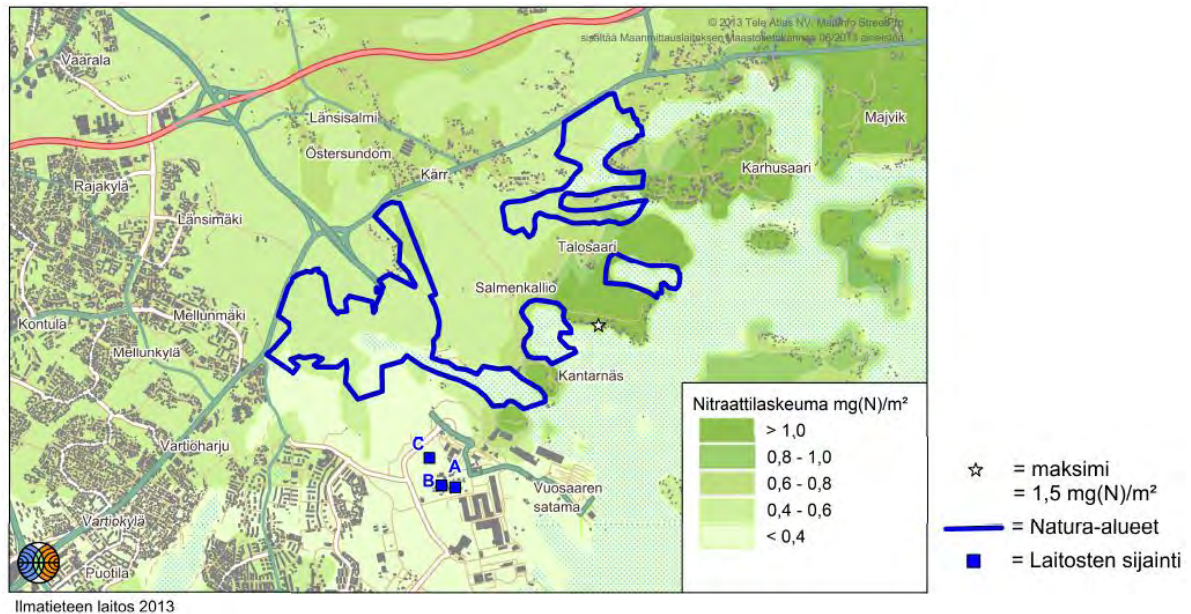 © 2013 Tele Atlas NV. MapInfo StreetPro
sisältää Maanmittauslaitoksen Maastotietokannan 06/2013 aineistoa
Vaarala
Länsisalmi
Östersundom
Kärr
Majvik
Karhusaari
Rajakylä
Länsimäki
Talosaari
Salmenkallio
Kontula
Mellunmäki
Mellunkylä
Kantarnäs
Vartioharju
C
A
B
Vuosaaren
satama
Vartiokylä
Puotila
Nitraattilaskeuma mg(N)/m²
> 1,0
0,8 - 1,0
0,6 - 0,8
0,4 - 0,6
< 0,4
= maksimi
= 1,5 mg(N)/m²
= Natura-alueet
= Laitosten sijainti
Ilmatieteen laitos 2013